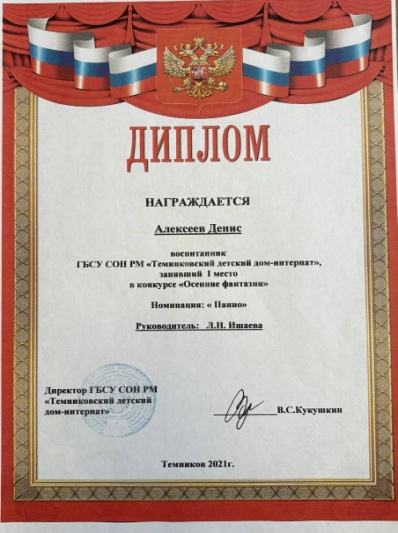 ДИПЛОМ
НАГРАЖДАЕТСЯ
Алексеев Денис
воспитанник
ГБСУ СОН РМ «Темниковский детский дом-интернат»,
занявший I место
в конкурсе «Осенние фантазии»
Номинация: « Панно»
Руководитель: Л.Н. Ишаева
Директор ГБСУ СОН РМ
«Темниковский детский
дом-интернат»
В.С.Кукушкин
Темников 2021г.